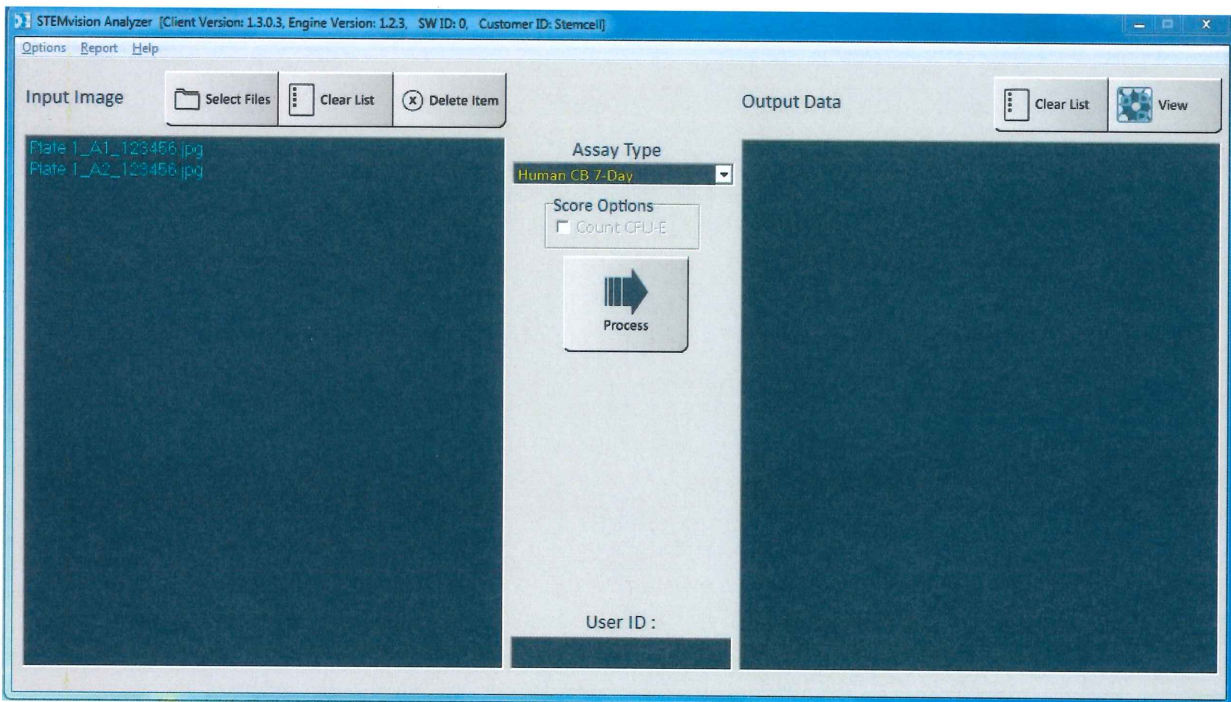 STEMvision Analyzer [Client Version: 1.3.0.3, Engine Version: 1.2.3, SW ID: 0, Customer ID: Stemcell]
Options Report Help
Input Image
Select Files
Clear List
Delete Item
Plate 1_A1_123456.jpg
Plate 1_A2_123456.jpg
Assay Type
Human CB 7-Day
Score Options
Count CFU-E
Process
User ID :
Output Data
Clear List
View